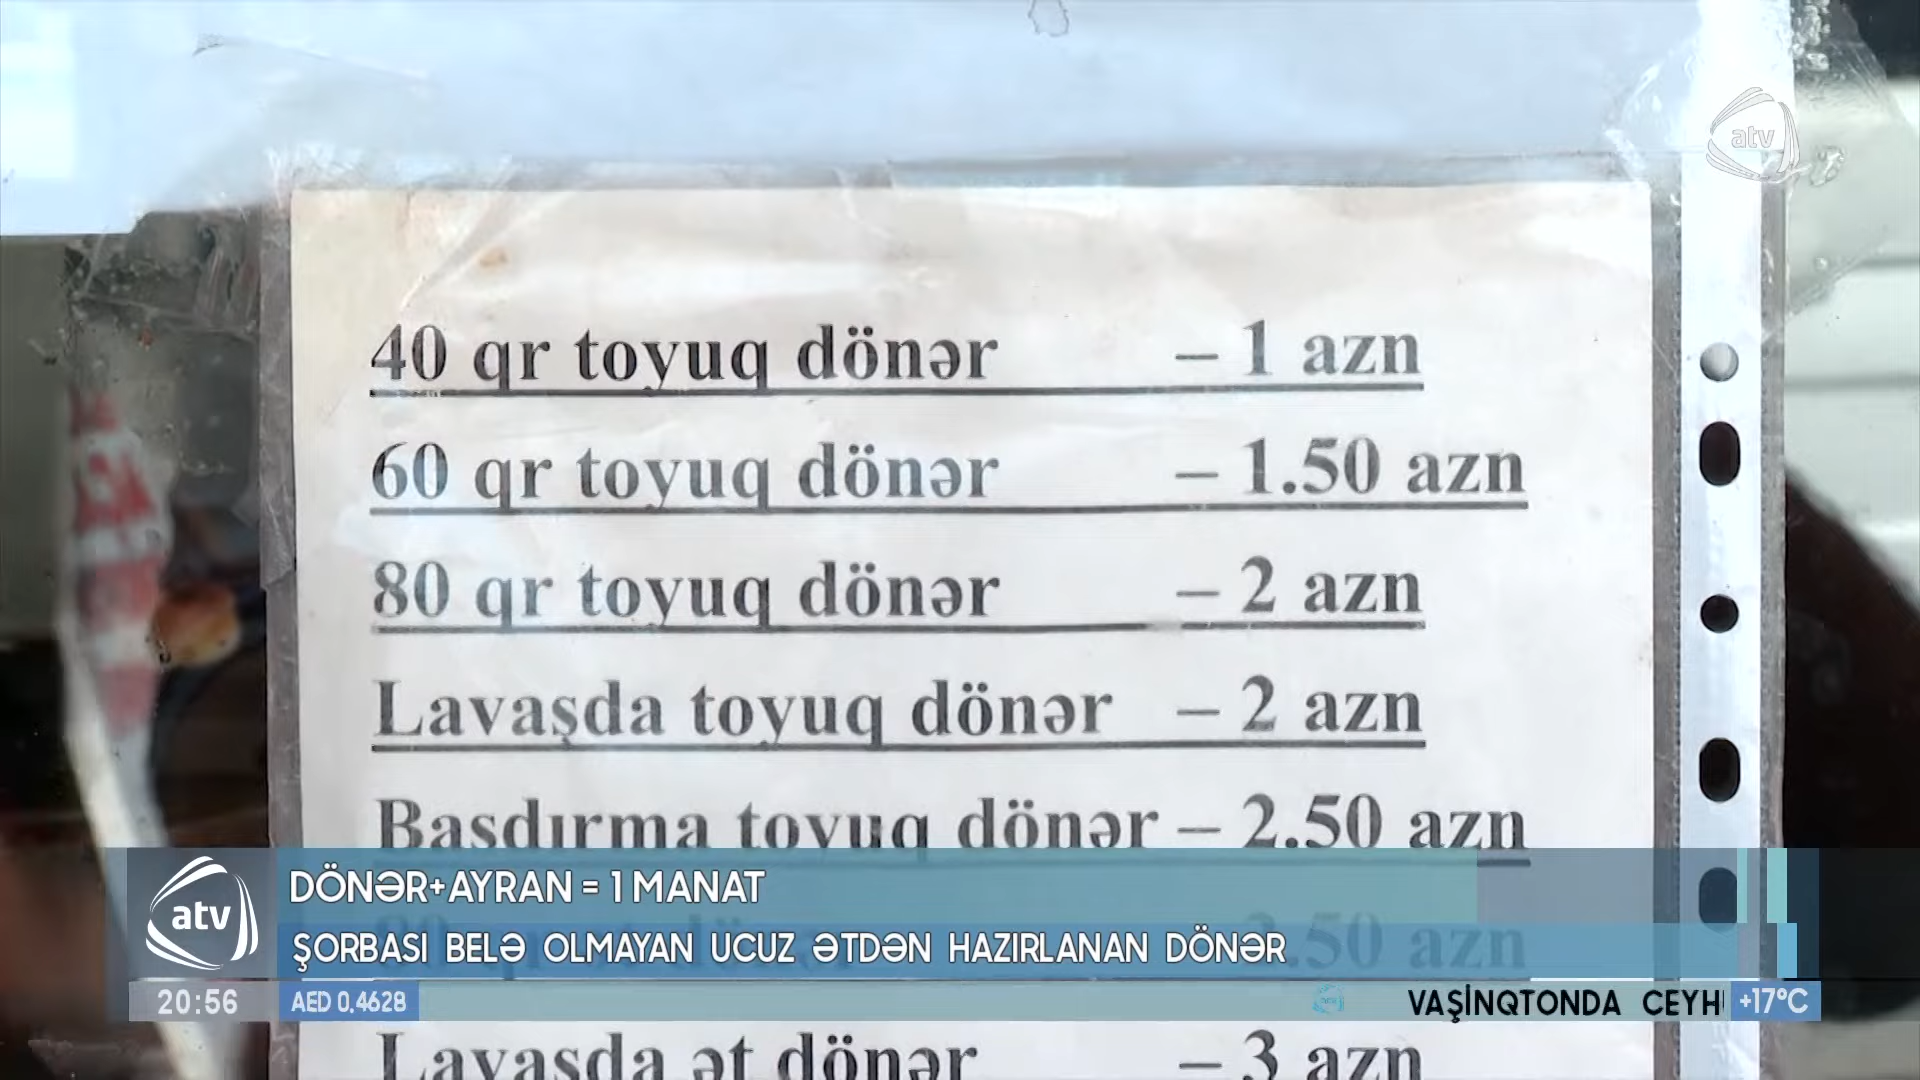 atv
40 qr toyuq dönər – 1 azn
60 qr toyuq dönər – 1.50 azn
80 qr toyuq dönər – 2 azn
Lavaşda toyuq dönər – 2 azn
Basdırma toyuq dönər – 2.50 azn
atv
DÖNƏR+AYRAN = 1 MANAT
ŞORBASI BELƏ OLMAYAN UCUZ ƏTDƏN HAZIRLANAN DÖNƏR
.50 azn
20:56 AED 0.4628 VAŞİNQTONDA CEYH +17°C
Lavaşda ət dönər – 3 azn